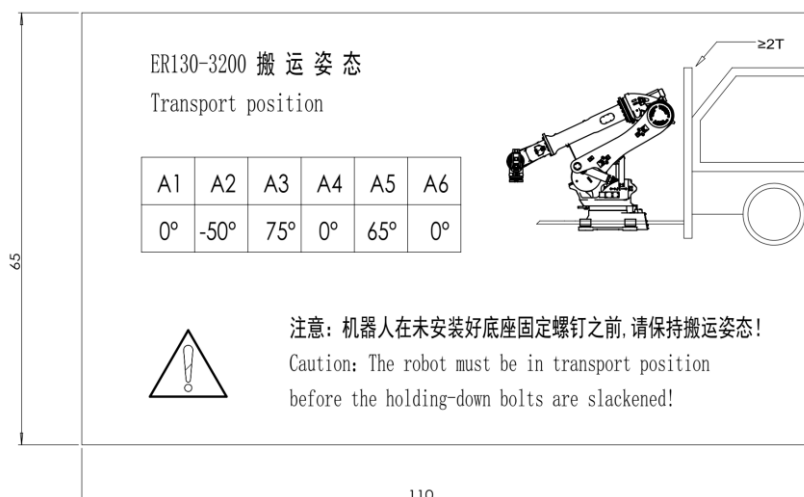 ER130-3200 搬 运 姿 态
Transport position
≥2T
A1 A2 A3 A4 A5 A6
0° -50° 75° 0° 65° 0°
65
注意: 机器人在未安装好底座固定螺钉之前, 请保持搬运姿态!
Caution: The robot must be in transport position
before the holding-down bolts are slackened!
110